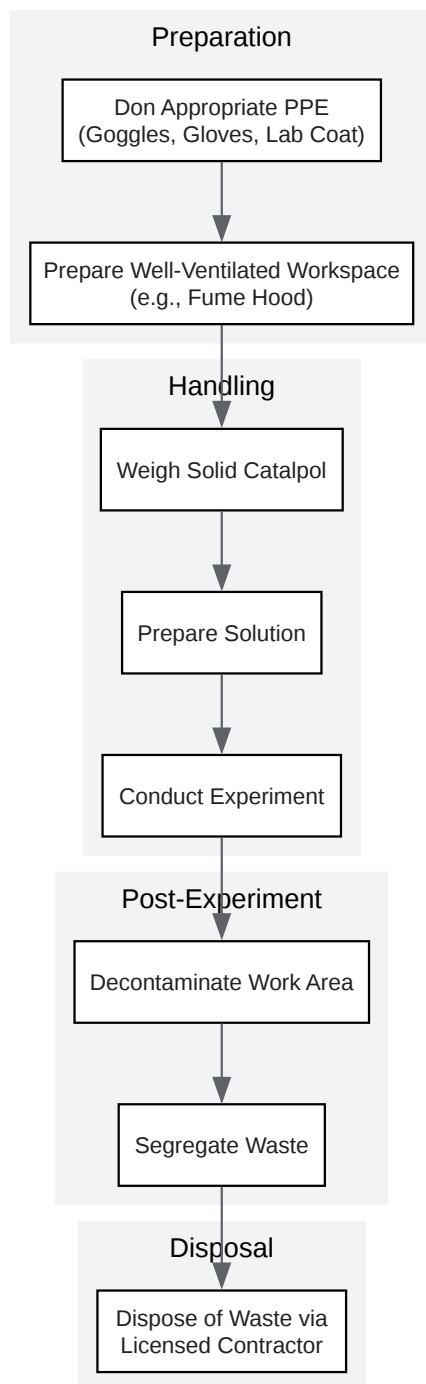 Preparation
Don Appropriate PPE
(Goggles, Gloves, Lab Coat)
Prepare Well-Ventilated Workspace
(e.g., Fume Hood)
Handling
Weigh Solid Catalpol
Prepare Solution
Conduct Experiment
Post-Experiment
Decontaminate Work Area
Segregate Waste
Disposal
Dispose of Waste via
Licensed Contractor